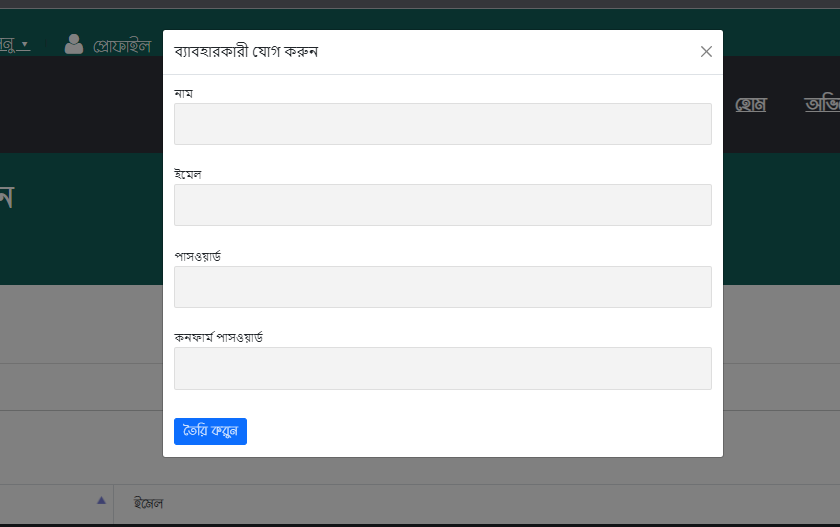 প্রোফাইল
ব্যাবহারকারী যোগ করুন
হোম
নাম
ইমেল
পাসওয়ার্ড
কনফার্ম পাসওয়ার্ড
তৈরি করুন
ইমেল